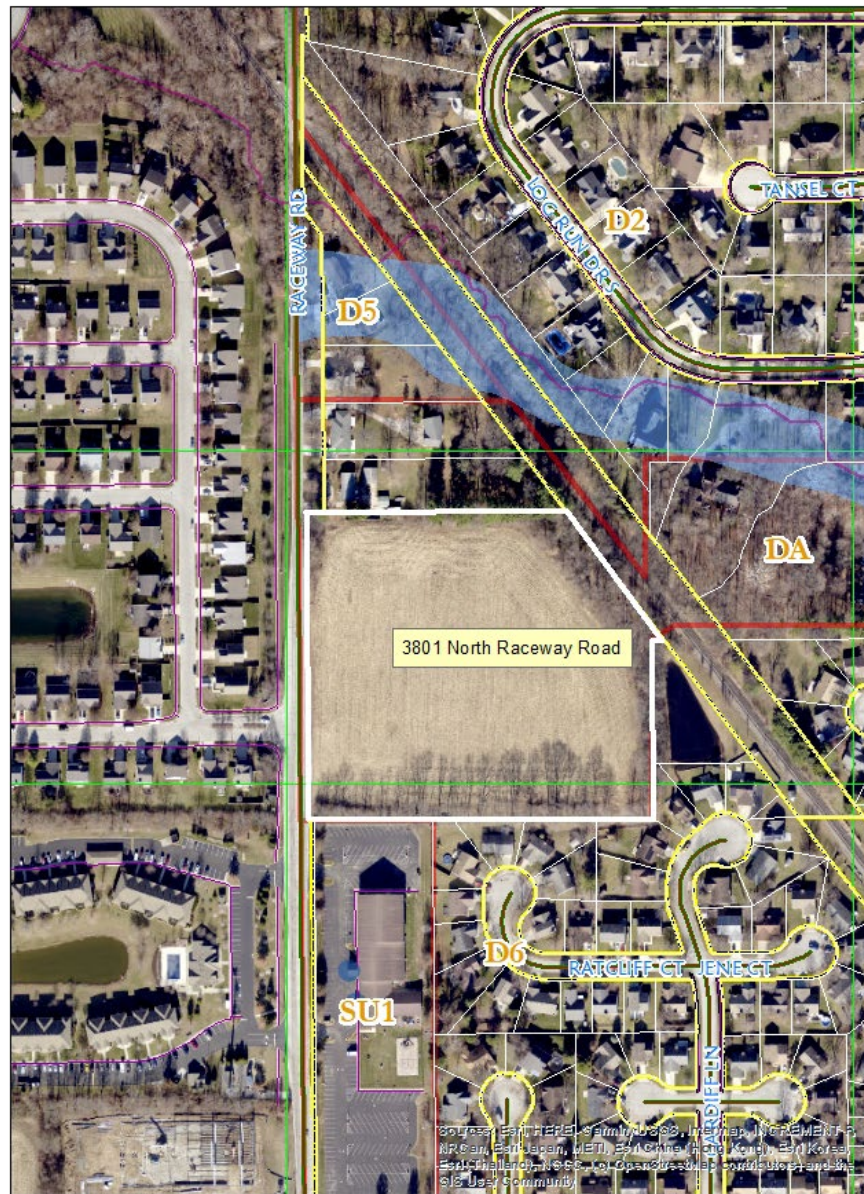 TANSEL CT
LOG RUN DR S
D2
RACEWAY RD
D5
DA
3801 North Raceway Road
D6
RATCLIFF CT
JENE CT
SU1
CARDIFF LN
Sources: Esri, HERE, Garmin, USGS, Intermap, INCREMENT P,
NRCan, Esri Japan, METI, Esri China (Hong Kong), Esri Korea,
Esri (Thailand), NGCC, (c) OpenStreetMap contributors, and the
GIS User Community